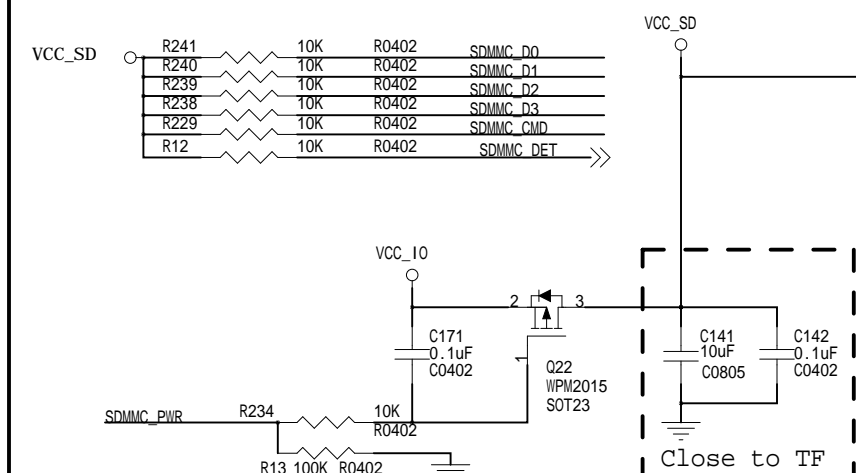 VCC_SD
VCC_SD
R241 10K R0402 SDMMC_D0
R240 10K R0402 SDMMC_D1
R239 10K R0402 SDMMC_D2
R238 10K R0402 SDMMC_D3
R229 10K R0402 SDMMC_CMD
R12 10K R0402 SDMMC_DET
VCC_IO
2 3
1
C171
0.1uF
C0402
Q22
WPM2015
SOT23
C141
10uF
C0805
C142
0.1uF
C0402
SDMMC_PWR R234 10K
R0402
R13 100K R0402
Close to TF